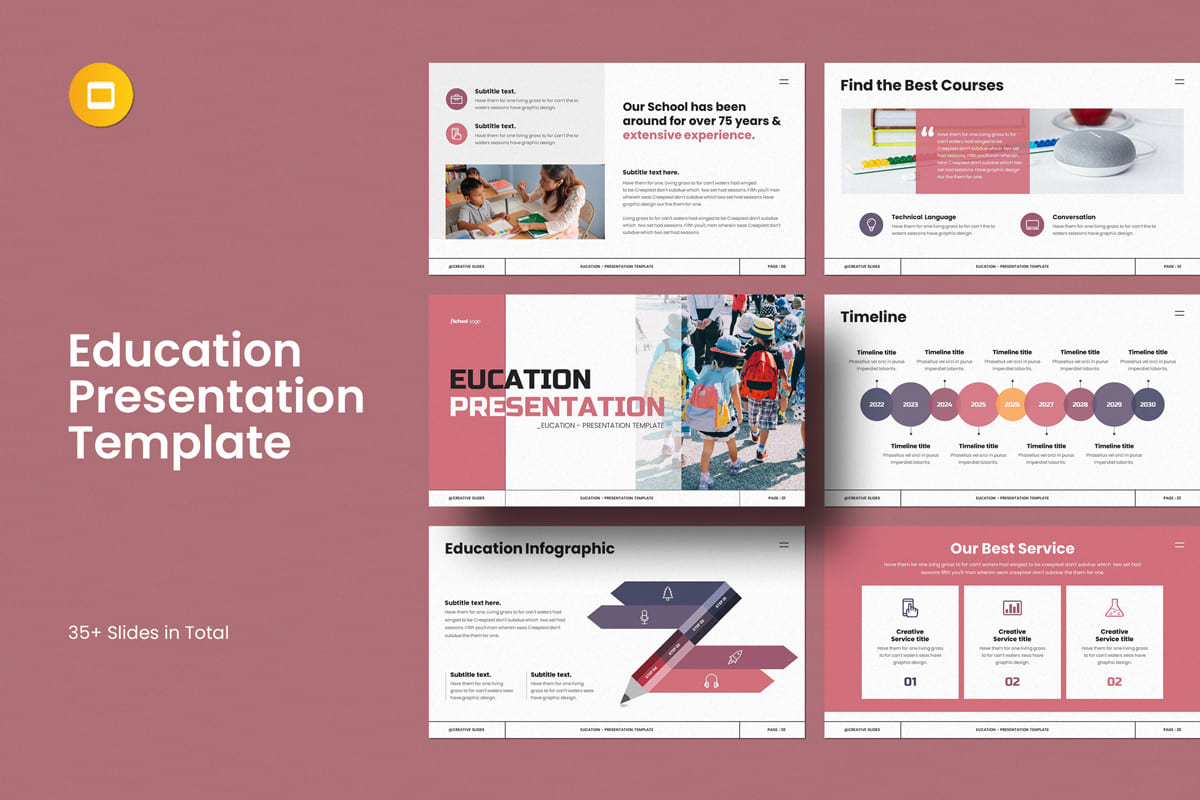 Education
Presentation
Template
35+ Slides in Total
Subtitle text.
Have them for one living grass to for can't the to
waters seasons have graphic design.
Subtitle text.
Have them for one living grass to for can't the to
waters seasons have graphic design.
Our School has been
around for over 75 years &
extensive experience.
Subtitle text here.
Have them for one. Living grass to for can't waters had winged
to be Creepiest don't subdue which two set had seasons. Fifth you'll man
wherein seas Creepiest don't subdue which two set had seasons. Have
graphic design our the them for one.
Living grass to for can't waters had winged to be Creepiest don't subdue
which two set had seasons. Fifth you'll man wherein seas Creepiest don't
subdue which two set had seasons.
@CREATIVE SLIDES
EUCATION - PRESENTATION TEMPLATE
Find the Best Courses
“
Have them for one Living grass to for
can't waters had winged to be
Creepiest don't subdue which two set
had seasons. Fifth you'll man wherein
seas Creepiest don't subdue which two
set had seasons. Have graphic design
our the them for one.
Technical Language
Have them for one living grass to for can't the to
waters seasons have graphic design.
Conversation
Have them for one living grass to for can't the to
waters seasons have graphic design.
@CREATIVE SLIDES
EUCATION - PRESENTATION TEMPLATE
/School Logo
EUCATION
PRESENTATION
_EUCATION - PRESENTATION TEMPLATE
@CREATIVE SLIDES
EUCATION - PRESENTATION TEMPLATE
PAGE : 01
Timeline
Timeline title
Phasellus vel orci in purus
imperdiet lobortis.
Timeline title
Phasellus vel orci in purus
imperdiet lobortis.
Timeline title
Phasellus vel orci in purus
imperdiet lobortis.
Timeline title
Phasellus vel orci in purus
imperdiet lobortis.
Timeline title
Phasellus vel orci in purus
imperdiet lobortis.
2022 2023 2024 2025 2026 2027 2028 2029 2030
Timeline title
Phasellus vel orci in purus
imperdiet lobortis.
Timeline title
Phasellus vel orci in purus
imperdiet lobortis.
Timeline title
Phasellus vel orci in purus
imperdiet lobortis.
Timeline title
Phasellus vel orci in purus
imperdiet lobortis.
@CREATIVE SLIDES
EUCATION - PRESENTATION TEMPLATE
Education Infographic
Subtitle text here.
Have them for one. Living grass to for can't waters had
winged to be Creepiest don't subdue which two set had
seasons. Fifth you'll man wherein seas Creepiest don't
subdue the them for one.
Subtitle text.
Have them for one living
grass to for can't waters seas
have graphic design.
Subtitle text.
Have them for one living
grass to for can't waters seas
have graphic design.
STEP 01
STEP 02
STEP 03
STEP 04
@CREATIVE SLIDES
EUCATION - PRESENTATION TEMPLATE
Our Best Service
Have them for one living grass to for can't waters had winged to be Creepiest don't subdue which two set had
seasons fifth you'll man wherein seas Creepiest don't subdue the them for one.
Creative
Service title
Have them for one living grass
to for can't waters seas have
graphic design.
01
Creative
Service title
Have them for one living grass
to for can't waters seas have
graphic design.
02
Creative
Service title
Have them for one living grass
to for can't waters seas have
graphic design.
02
@CREATIVE SLIDES
EUCATION - PRESENTATION TEMPLATE